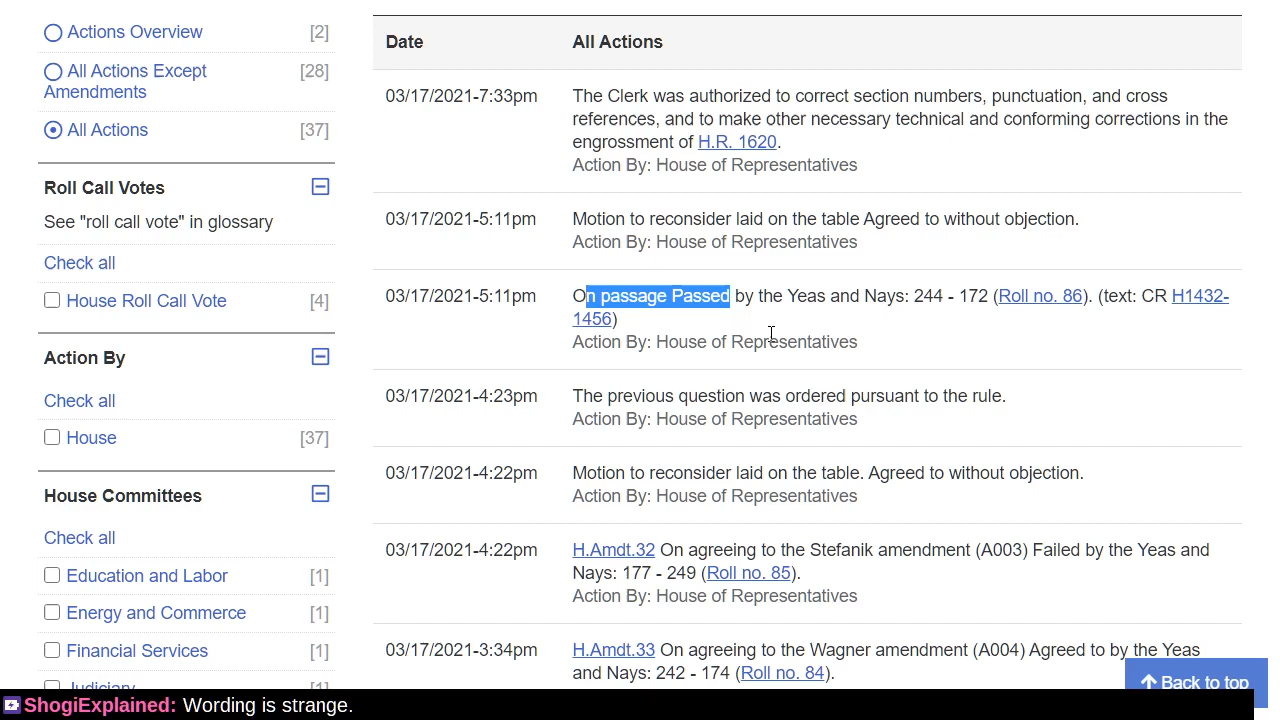 Actions Overview [2]
All Actions Except [28]
Amendments
All Actions [37]
Roll Call Votes
See "roll call vote" in glossary
Check all
House Roll Call Vote [4]
Action By
Check all
House [37]
House Committees
Check all
Education and Labor [1]
Energy and Commerce [1]
Financial Services [1]
Judiciary [1]
Date All Actions
03/17/2021-7:33pm The Clerk was authorized to correct section numbers, punctuation, and cross
references, and to make other necessary technical and conforming corrections in the
engrossment of H.R. 1620.
Action By: House of Representatives
03/17/2021-5:11pm Motion to reconsider laid on the table Agreed to without objection.
Action By: House of Representatives
03/17/2021-5:11pm On passage Passed by the Yeas and Nays: 244 - 172 (Roll no. 86). (text: CR H1432-
1456)
Action By: House of Representatives
03/17/2021-4:23pm The previous question was ordered pursuant to the rule.
Action By: House of Representatives
03/17/2021-4:22pm Motion to reconsider laid on the table. Agreed to without objection.
Action By: House of Representatives
03/17/2021-4:22pm H.Amdt.32 On agreeing to the Stefanik amendment (A003) Failed by the Yeas and
Nays: 177 - 249 (Roll no. 85).
Action By: House of Representatives
03/17/2021-3:34pm H.Amdt.33 On agreeing to the Wagner amendment (A004) Agreed to by the Yeas
and Nays: 242 - 174 (Roll no. 84).
Back to top
ShogiExplained: Wording is strange.